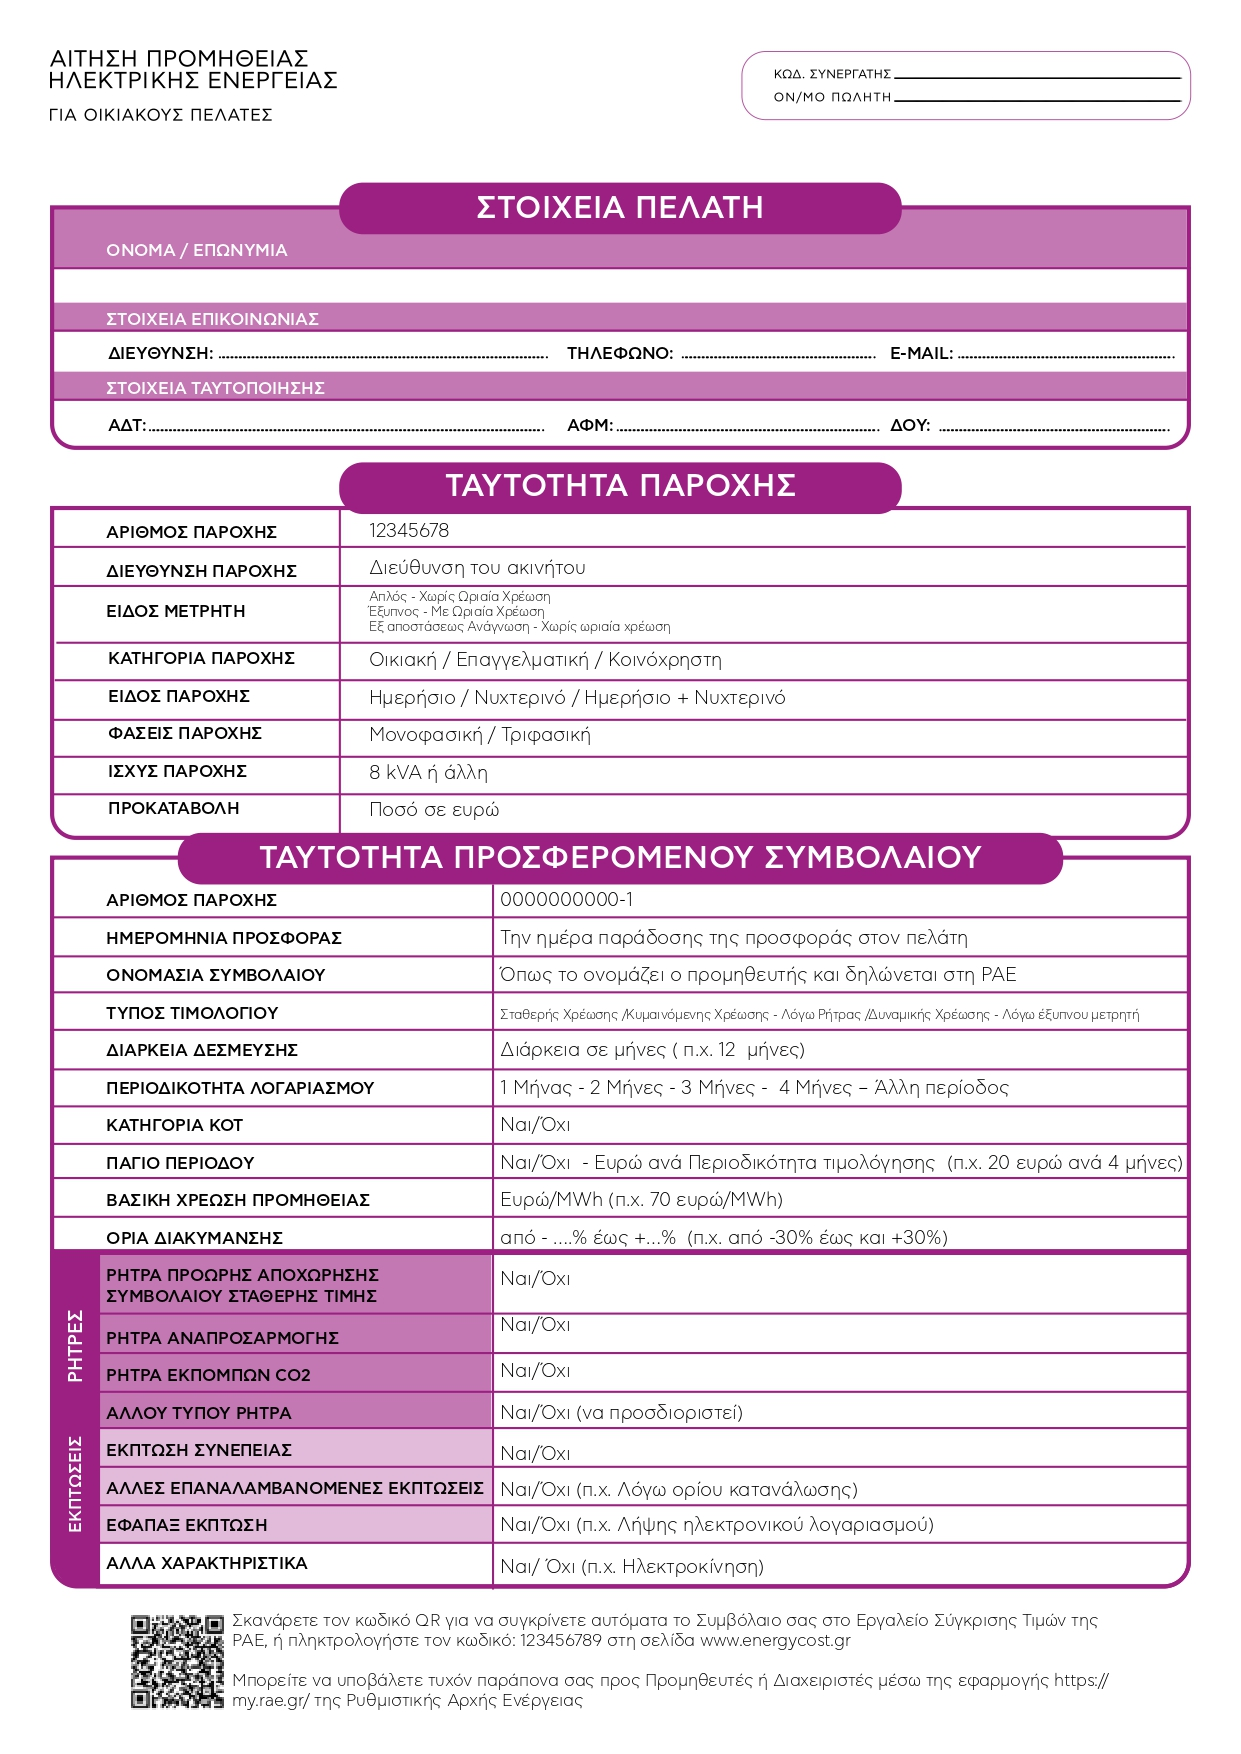 ΑΙΤΗΣΗ ΠΡΟΜΗΘΕΙΑΣ
ΗΛΕΚΤΡΙΚΗΣ ΕΝΕΡΓΕΙΑΣ
ΓΙΑ ΟΙΚΙΑΚΟΥΣ ΠΕΛΑΤΕΣ
ΚΩΔ. ΣΥΝΕΡΓΑΤΗΣ
ΟΝ/ΜΟ ΠΩΛΗΤΗ
ΣΤΟΙΧΕΙΑ ΠΕΛΑΤΗ
ΟΝΟΜΑ / ΕΠΩΝΥΜΙΑ
ΣΤΟΙΧΕΙΑ ΕΠΙΚΟΙΝΩΝΙΑΣ
ΔΙΕΥΘΥΝΣΗ: ΤΗΛΕΦΩΝΟ: E-MAIL:
ΣΤΟΙΧΕΙΑ ΤΑΥΤΟΠΟΙΗΣΗΣ
ΑΔΤ: ΑΦΜ: ΔΟΥ:
ΤΑΥΤΟΤΗΤΑ ΠΑΡΟΧΗΣ
ΑΡΙΘΜΟΣ ΠΑΡΟΧΗΣ 12345678
ΔΙΕΥΘΥΝΣΗ ΠΑΡΟΧΗΣ Διεύθυνση του ακινήτου
ΕΙΔΟΣ ΜΕΤΡΗΤΗ
Απλός - Χωρίς Ωριαία Χρέωση
Έξυπνος - Με Ωριαία Χρέωση
Εξ αποστάσεως Ανάγνωση - Χωρίς ωριαία χρέωση
ΚΑΤΗΓΟΡΙΑ ΠΑΡΟΧΗΣ Οικιακή / Επαγγελματική / Κοινόχρηστη
ΕΙΔΟΣ ΠΑΡΟΧΗΣ Ημερήσιο / Νυχτερινό / Ημερήσιο + Νυχτερινό
ΦΑΣΕΙΣ ΠΑΡΟΧΗΣ Μονοφασική / Τριφασική
ΙΣΧΥΣ ΠΑΡΟΧΗΣ 8 kVA ή άλλη
ΠΡΟΚΑΤΑΒΟΛΗ Ποσό σε ευρώ
ΤΑΥΤΟΤΗΤΑ ΠΡΟΣΦΕΡΟΜΕΝΟΥ ΣΥΜΒΟΛΑΙΟΥ
ΑΡΙΘΜΟΣ ΠΑΡΟΧΗΣ 0000000000-1
ΗΜΕΡΟΜΗΝΙΑ ΠΡΟΣΦΟΡΑΣ Την ημέρα παράδοσης της προσφοράς στον πελάτη
ΟΝΟΜΑΣΙΑ ΣΥΜΒΟΛΑΙΟΥ Όπως το ονομάζει ο προμηθευτής και δηλώνεται στη ΡΑΕ
ΤΥΠΟΣ ΤΙΜΟΛΟΓΙΟΥ Σταθερής Χρέωσης /Κυμαινόμενης Χρέωσης - Λόγω Ρήτρας /Δυναμικής Χρέωσης - Λόγω έξυπνου μετρητή
ΔΙΑΡΚΕΙΑ ΔΕΣΜΕΥΣΗΣ Διάρκεια σε μήνες ( π.χ. 12 μήνες)
ΠΕΡΙΟΔΙΚΟΤΗΤΑ ΛΟΓΑΡΙΑΣΜΟΥ 1 Μήνας - 2 Μήνες - 3 Μήνες - 4 Μήνες – Άλλη περίοδος
ΚΑΤΗΓΟΡΙΑ ΚΟΤ Ναι/Όχι
ΠΑΓΙΟ ΠΕΡΙΟΔΟΥ Ναι/Όχι - Ευρώ ανά Περιοδικότητα τιμολόγησης (π.χ. 20 ευρώ ανά 4 μήνες)
ΒΑΣΙΚΗ ΧΡΕΩΣΗ ΠΡΟΜΗΘΕΙΑΣ Ευρώ/MWh (π.χ. 70 ευρώ/MWh)
ΟΡΙΑ ΔΙΑΚΥΜΑΝΣΗΣ από - ....% έως +...% (π.χ. από -30% έως και +30%)
ΡΗΤΡΕΣ
ΡΗΤΡΑ ΠΡΟΩΡΗΣ ΑΠΟΧΩΡΗΣΗΣ
ΣΥΜΒΟΛΑΙΟΥ ΣΤΑΘΕΡΗΣ ΤΙΜΗΣ Ναι/Όχι
ΡΗΤΡΑ ΑΝΑΠΡΟΣΑΡΜΟΓΗΣ Ναι/Όχι
ΡΗΤΡΑ ΕΚΠΟΜΠΩΝ CO2 Ναι/Όχι
ΑΛΛΟΥ ΤΥΠΟΥ ΡΗΤΡΑ Ναι/Όχι (να προσδιοριστεί)
ΕΚΠΤΩΣΕΙΣ
ΕΚΠΤΩΣΗ ΣΥΝΕΠΕΙΑΣ Ναι/Όχι
ΑΛΛΕΣ ΕΠΑΝΑΛΑΜΒΑΝΟΜΕΝΕΣ ΕΚΠΤΩΣΕΙΣ Ναι/Όχι (π.χ. Λόγω ορίου κατανάλωσης)
ΕΦΑΠΑΞ ΕΚΠΤΩΣΗ Ναι/Όχι (π.χ. Λήψης ηλεκτρονικού λογαριασμού)
ΑΛΛΑ ΧΑΡΑΚΤΗΡΙΣΤΙΚΑ Ναι/ Όχι (π.χ. Ηλεκτροκίνηση)
Σκανάρετε τον κωδικό QR για να συγκρίνετε αυτόματα το Συμβόλαιο σας στο Εργαλείο Σύγκρισης Τιμών της
ΡΑΕ, ή πληκτρολογήστε τον κωδικό: 123456789 στη σελίδα www.energycost.gr
Μπορείτε να υποβάλετε τυχόν παράπονα σας προς Προμηθευτές ή Διαχειριστές μέσω της εφαρμογής https://
my.rae.gr/ της Ρυθμιστικής Αρχής Ενέργειας